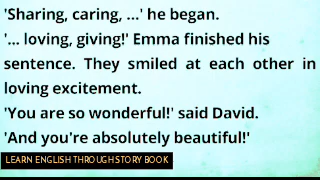 'Sharing, caring, ...' he began.
'... loving, giving!' Emma finished his
sentence. They smiled at each other in
loving excitement.
'You are so wonderful!' said David.
'And you're absolutely beautiful!'
LEARN ENGLISH THROUGH STORY BOOK